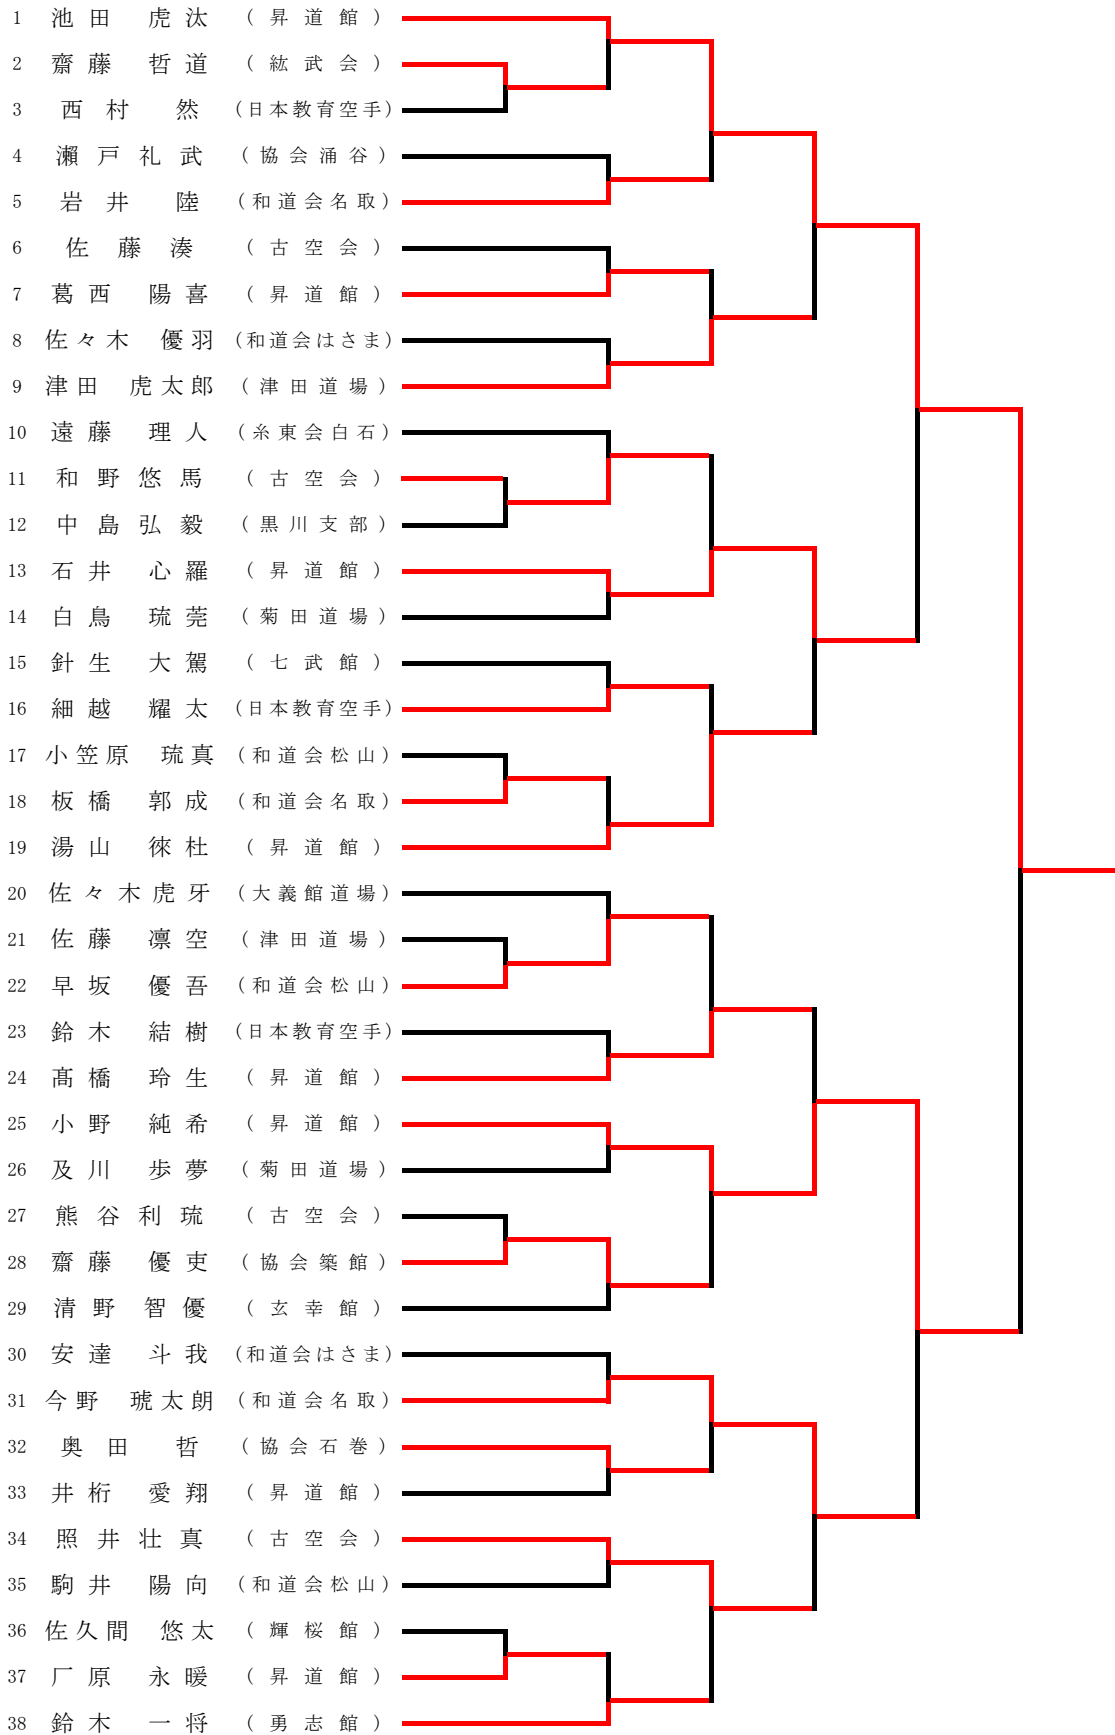 1 池田 虎汰 (昇道館)
2 齋藤 哲道 (紘武会)
3 西村 然 (日本教育空手)
4 瀬戸礼武 (協会涌谷)
5 岩井 陸 (和道会名取)
6 佐藤湊 (古空会)
7 葛西 陽喜 (昇道館)
8 佐々木 優羽 (和道会はさま)
9 津田 虎太郎 (津田道場)
10 遠藤 理人 (糸東会白石)
11 和野悠馬 (古空会)
12 中島弘毅 (黒川支部)
13 石井 心羅 (昇道館)
14 白鳥 琉莞 (菊田道場)
15 針生 大駕 (七武館)
16 細越 耀太 (日本教育空手)
17 小笠原 琉真 (和道会松山)
18 板橋 郭成 (和道会名取)
19 湯山 徠杜 (昇道館)
20 佐々木虎牙 (大義館道場)
21 佐藤 凛空 (津田道場)
22 早坂 優吾 (和道会松山)
23 鈴木 結樹 (日本教育空手)
24 髙橋 玲生 (昇道館)
25 小野 純希 (昇道館)
26 及川 歩夢 (菊田道場)
27 熊谷利琉 (古空会)
28 齋藤 優吏 (協会築館)
29 清野智優 (玄幸館)
30 安達 斗我 (和道会はさま)
31 今野 琥太朗 (和道会名取)
32 奥田 哲 (協会石巻)
33 井桁 愛翔 (昇道館)
34 照井壮真 (古空会)
35 駒井 陽向 (和道会松山)
36 佐久間 悠太 (輝桜館)
37 厂原 永暖 (昇道館)
38 鈴木 一将 (勇志館)